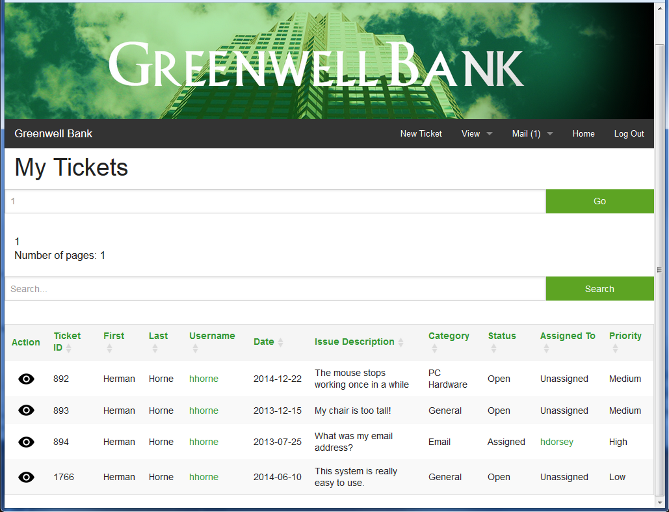 GREENWELL BANK
Greenwell Bank New Ticket View Mail (1) Home Log Out
My Tickets
1 Go
1
Number of pages: 1
Search... Search
Action Ticket ID First Last Username Date Issue Description Category Status Assigned To Priority
892 Herman Horne hhorne 2014-12-22 The mouse stops working once in a while PC Hardware Open Unassigned Medium
893 Herman Horne hhorne 2013-12-15 My chair is too tall! General Open Unassigned Medium
894 Herman Horne hhorne 2013-07-25 What was my email address? Email Assigned hdorsey High
1766 Herman Horne hhorne 2014-06-10 This system is really easy to use. General Open Unassigned Low